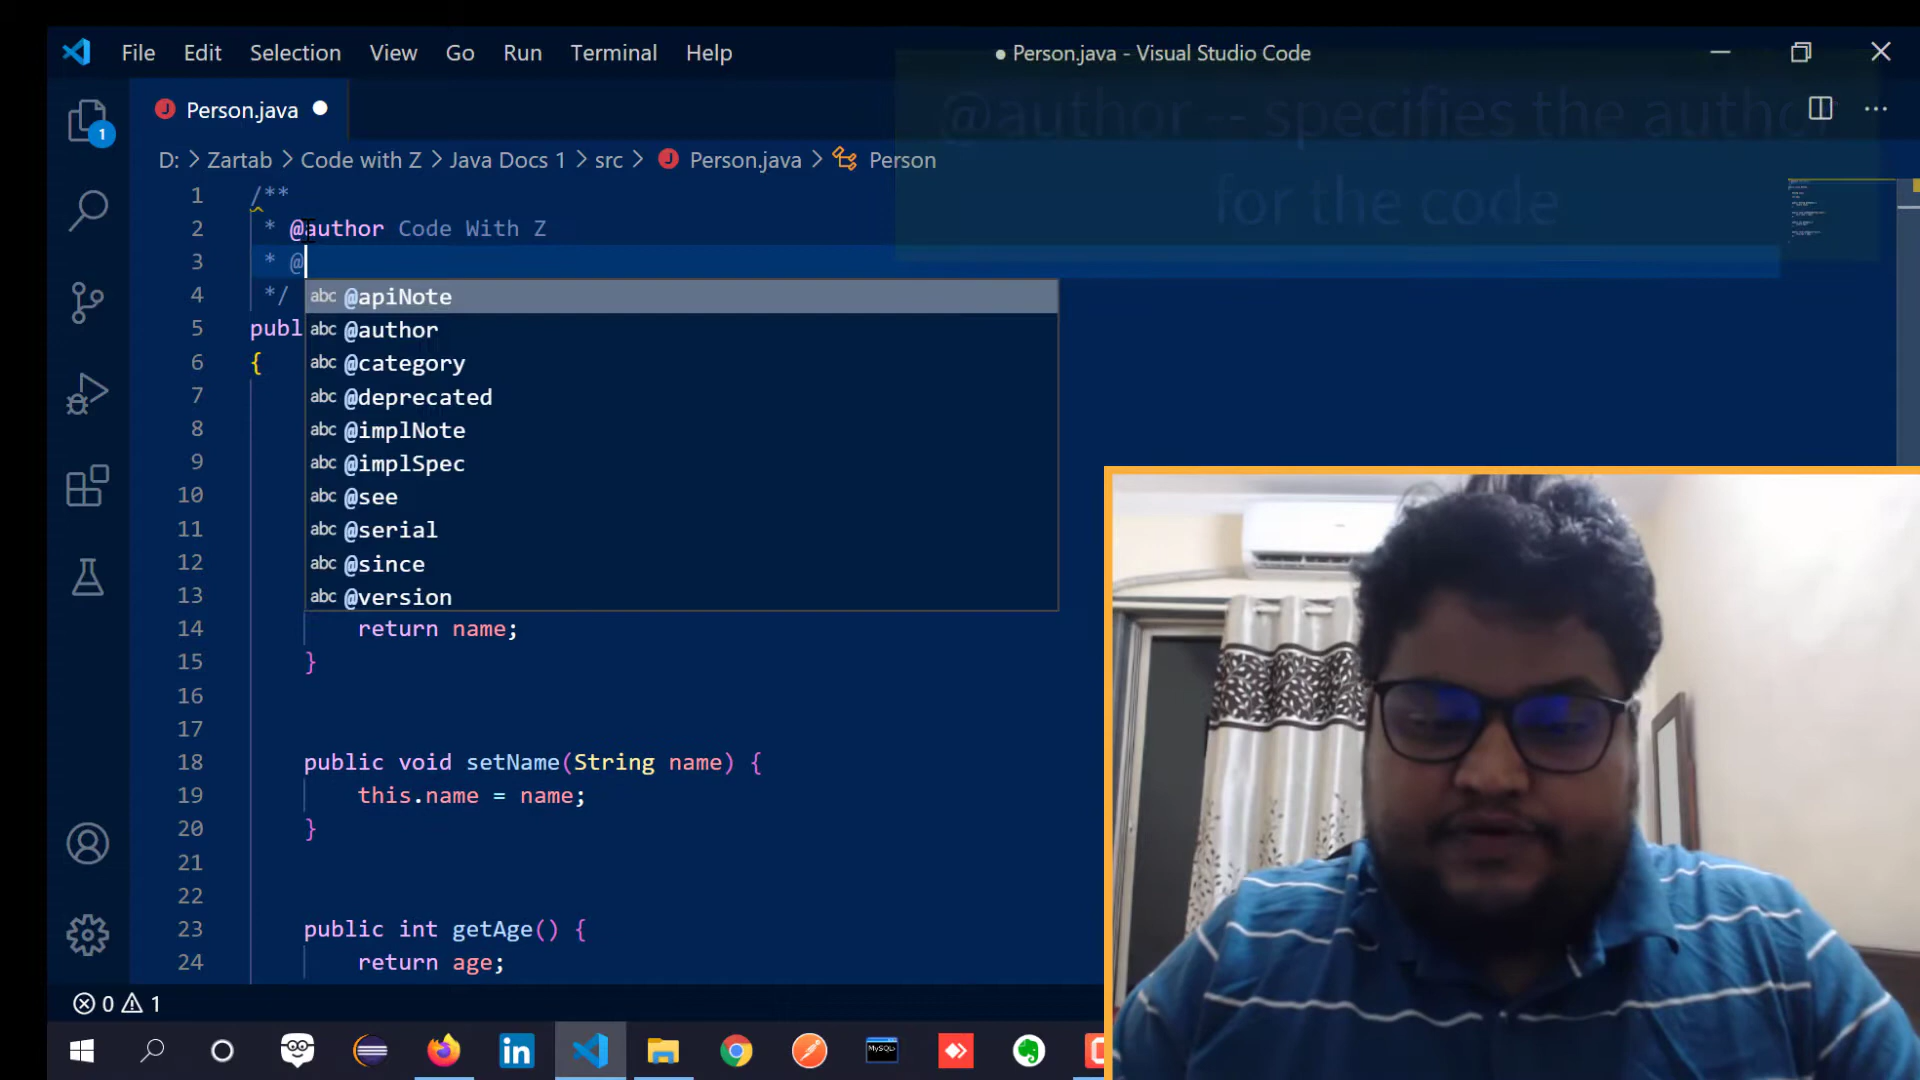 File Edit Selection View Go Run Terminal Help
● Person.java - Visual Studio Code
Person.java
@author -- specifies the author
for the code
1
D: > Zartab > Code with Z > Java Docs 1 > src > Person.java > Person
1 /**
2 * @author Code With Z
3 * @
4 */
5 publ
6 {
7
8
9
10
11
12
13
14 return name;
15 }
16
17
18 public void setName(String name) {
19 this.name = name;
20 }
21
22
23 public int getAge() {
24 return age;
abc @apiNote
abc @author
abc @category
abc @deprecated
abc @implNote
abc @implSpec
abc @see
abc @serial
abc @since
abc @version
0 1
in
MySQL